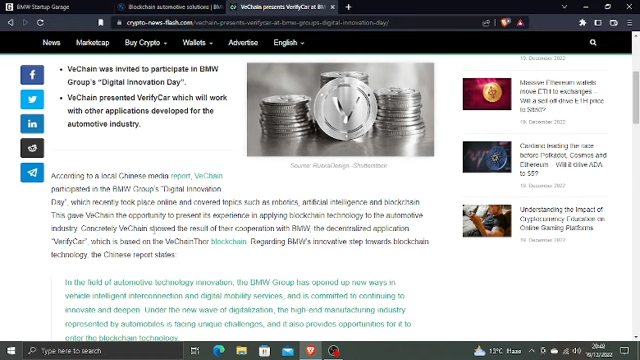 BMW Startup Garage
Blockchain automotive solutions | BM
VeChain presents VerifyCar at BM
crypto-news-flash.com/vechain-presents-verifycar-at-bmw-groups-digital-innovation-day/
News Marketcap Buy Crypto Wallets Advertise English
VeChain was invited to participate in BMW
Group's "Digital Innovation Day".
VeChain presented VerifyCar which will work
with other applications developed for the
automotive industry.
Source: RussieDesign -Shutterstock
According to a local Chinese media report, VeChain
participated in the BMW Group's "Digital Innovation
Day", which recently took place online and covered topics such as robotics, artificial intelligence and blockchain.
This gave VeChain the opportunity to present its experience in applying blockchain technology to the automotive
industry. Concretely VeChain showed the result of their cooperation with BMW, the decentralized application
"VerifyCar", which is based on the VeChainThor blockchain. Regarding BMW's innovative step towards blockchain
technology, the Chinese report states:
In the field of automotive technology innovation, the BMW Group has opened up new ways in
vehicle intelligent interconnection and digital mobility services, and is committed to continuing to
innovate and deepen. Under the new wave of digitalization, the high-end manufacturing industry
represented by automobiles is facing unique challenges, and it also provides opportunities for it to
enter the blockchain technology.
19. December 2022
Massive Ethereum wallets
move ETH to exchanges –
Will a sell off drive ETH price
to
19. December 2022
Cardano leading the race
before Polkadot, Cosmos and
Ethereum – Will it drive ADA
to $5?
19. December 2022
Understanding the Impact of
Cryptocurrency Education on
Online Gaming Platforms
19. December 2022
Type here to search
13°C Haze
20:48
19/12/2022